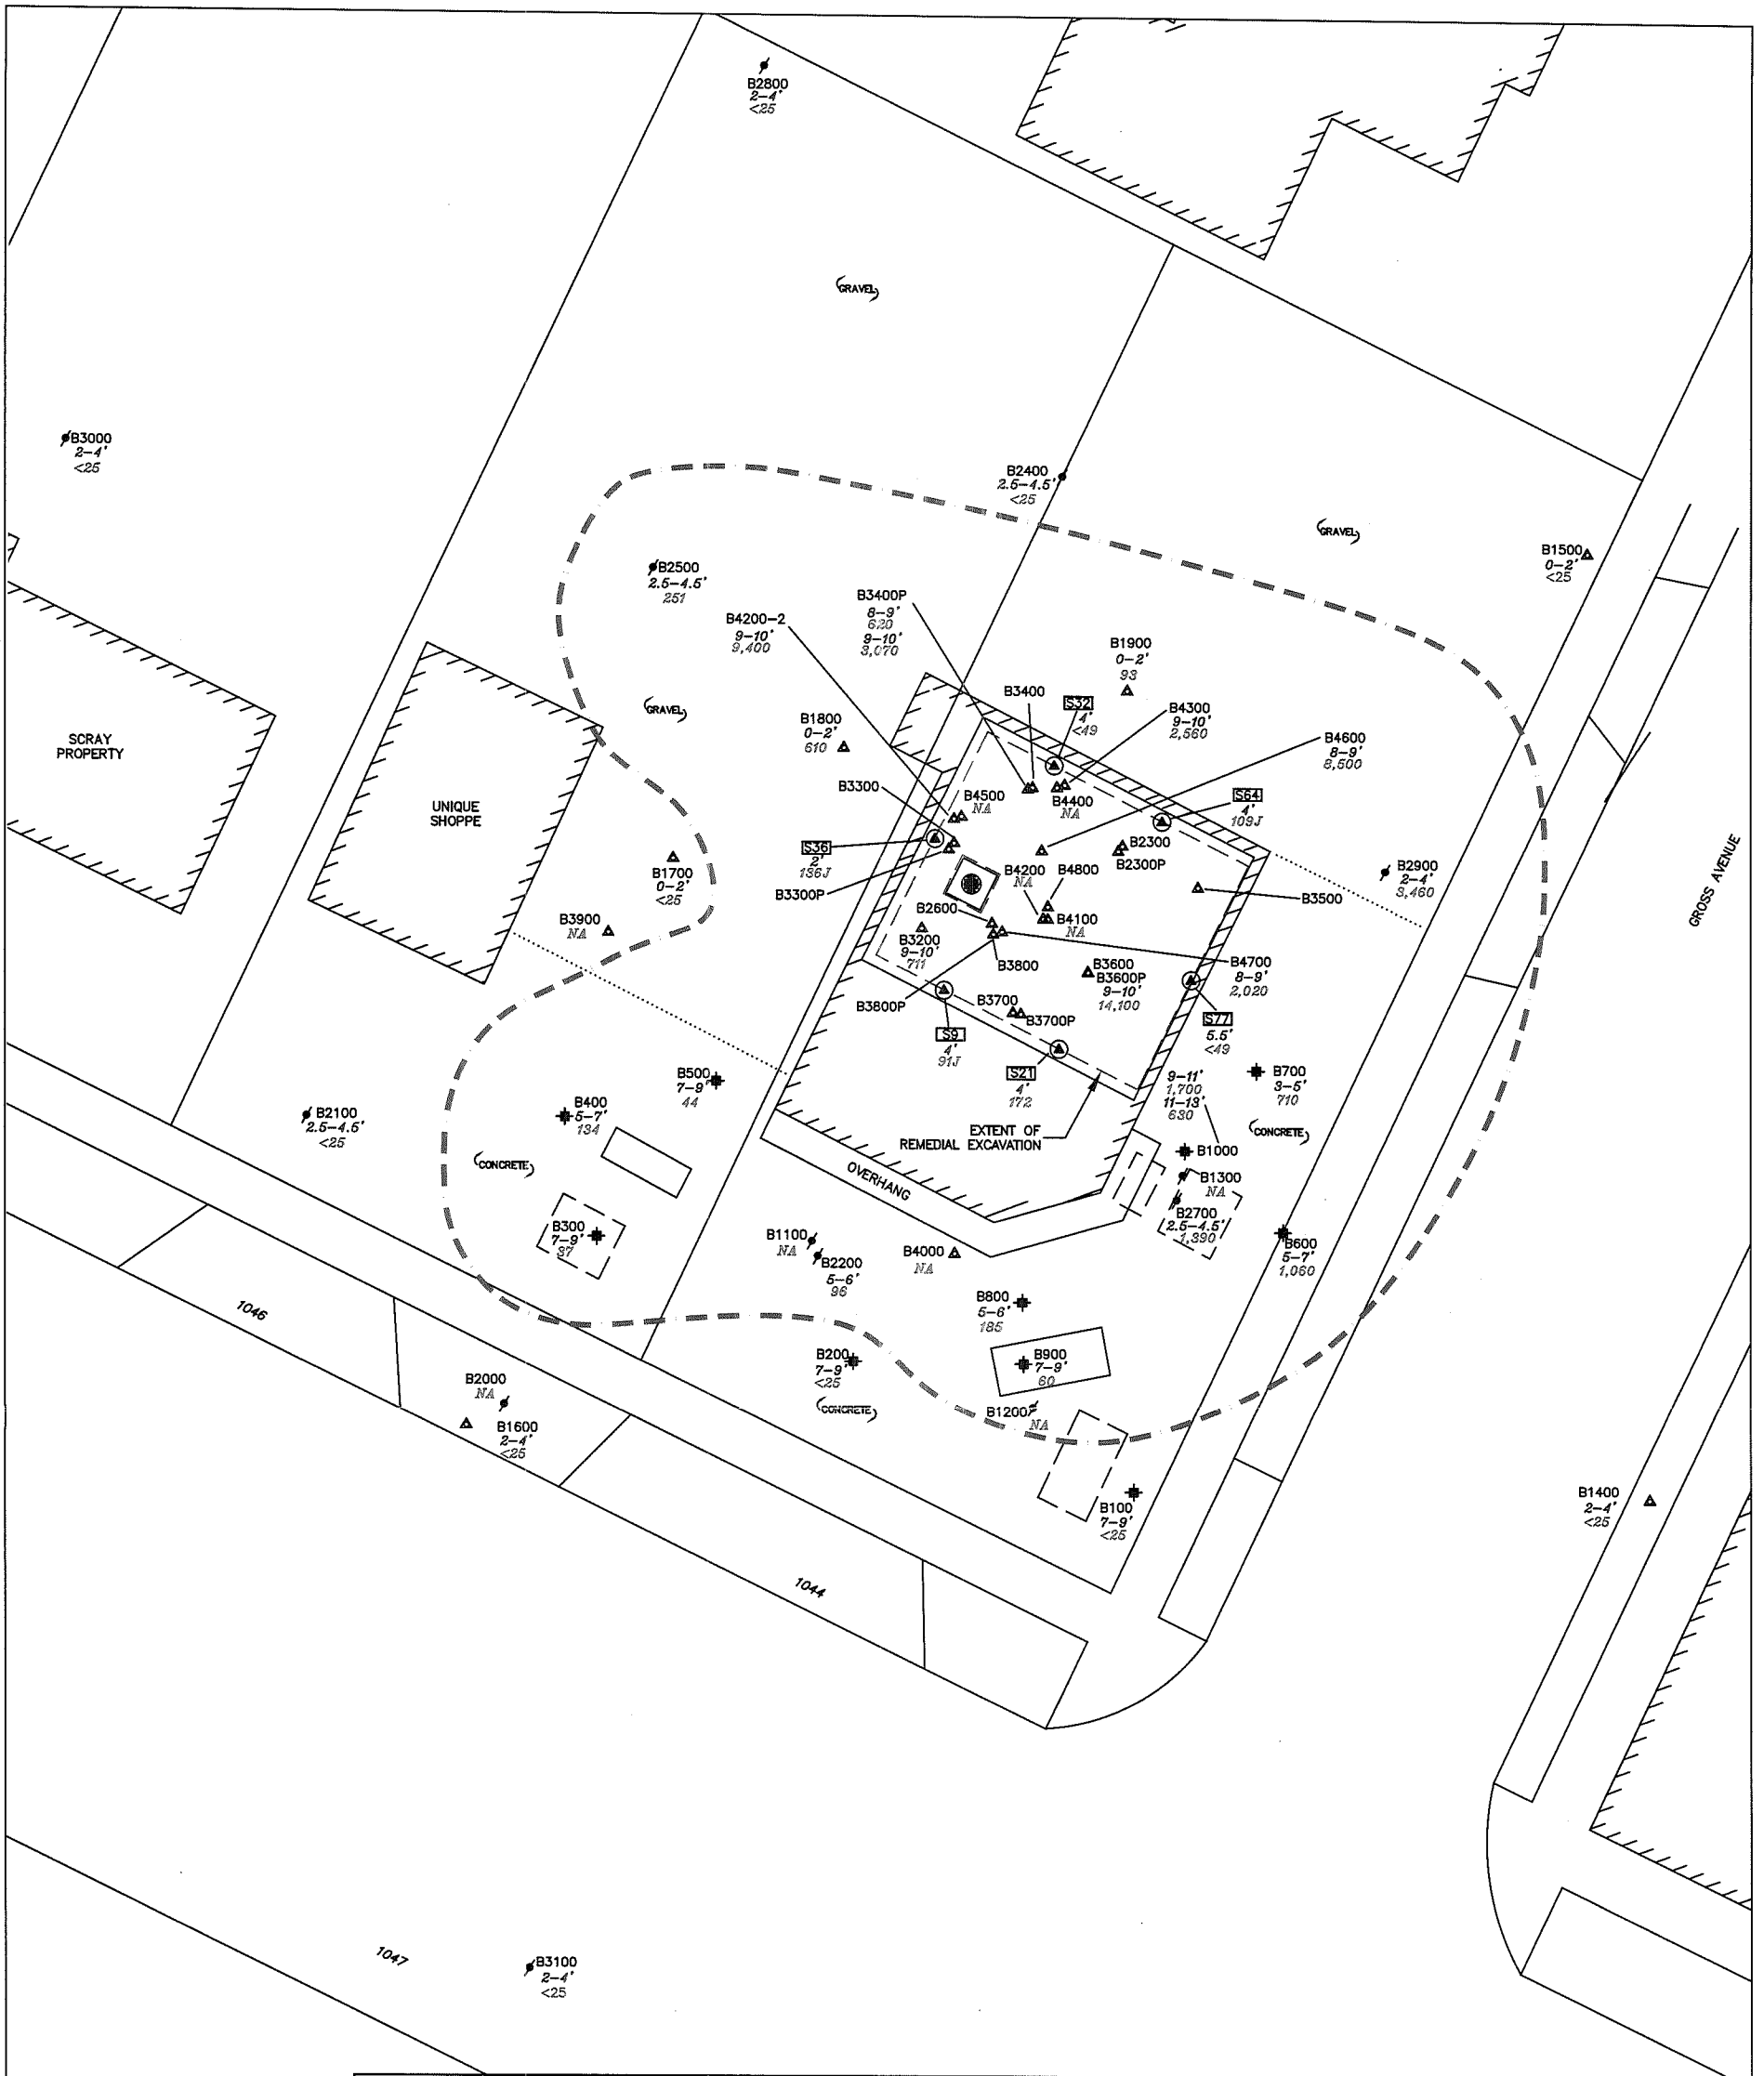 B2800
2-4'
<25
(GRAVEL)
B3000
2-4'
<25
B2400
2.5-4.5'
<25
(GRAVEL)
B1500
0-2'
<25
B2500
2.5-4.5'
251
B3400P
8-9'
620
9-10'
3,070
B4200-2
9-10'
9,400
B1900
0-2'
93
B3400
S32
4'
<49
B4300
9-10'
2,560
(GRAVEL)
B1800
0-2'
610
B4600
8-9'
8,500
SCRAY
PROPERTY
UNIQUE
SHOPPE
B3300
B4500
NA
B4400
NA
S64
4'
109J
S36
2'
136J
B2300
B2300P
B1700
0-2'
<25
B3300P
B4200
NA
B4800
B2900
2-4'
3,460
B3500
GROSS AVENUE
B3900
NA
B2600
B4100
NA
B3200
9-10'
711
B3800
B3600
B3600P
9-10'
14,100
B4700
8-9'
2,020
B3800P
B3700
B3700P
S9
4'
91J
S77
5.5'
<49
S21
4'
172
9-11'
1,700
11-13'
630
B700
3-5'
710
B500
7-9'
44
B400
5-7'
134
B2100
2.5-4.5'
<25
EXTENT OF
REMEDIAL EXCAVATION
(CONCRETE)
B1000
(CONCRETE)
OVERHANG
B1300
NA
B2700
2.5-4.5'
1,390
B300
7-9'
37
B1100
NA
B2200
5-6'
96
B4000
NA
B600
5-7'
1,060
B800
5-6'
185
1046
B200
7-9'
<25
B900
7-9'
60
B2000
NA
B1600
2-4'
<25
(CONCRETE)
B1200
NA
B100
7-9'
<25
B1400
2-4'
<25
1044
1047
B3100
2-4'
<25